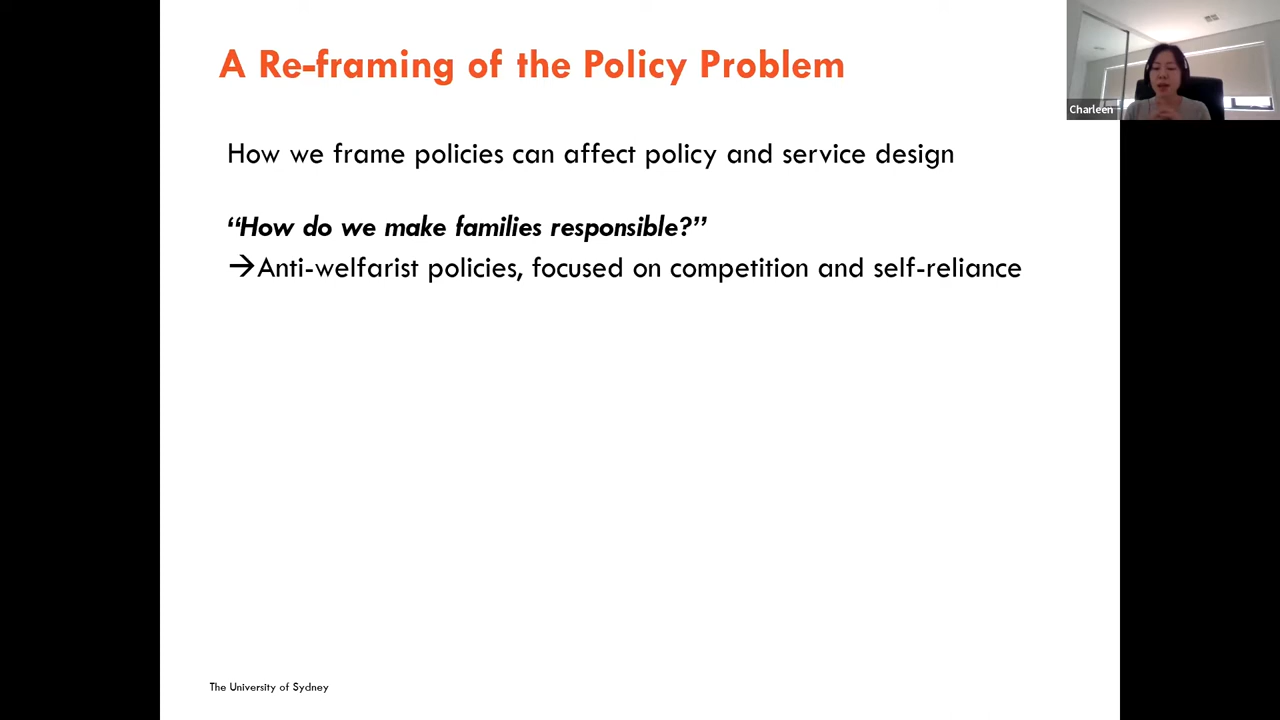 A Re-framing of the Policy Problem
Charleen
How we frame policies can affect policy and service design
“How do we make families responsible?”
→Anti-welfarist policies, focused on competition and self-reliance
The University of Sydney